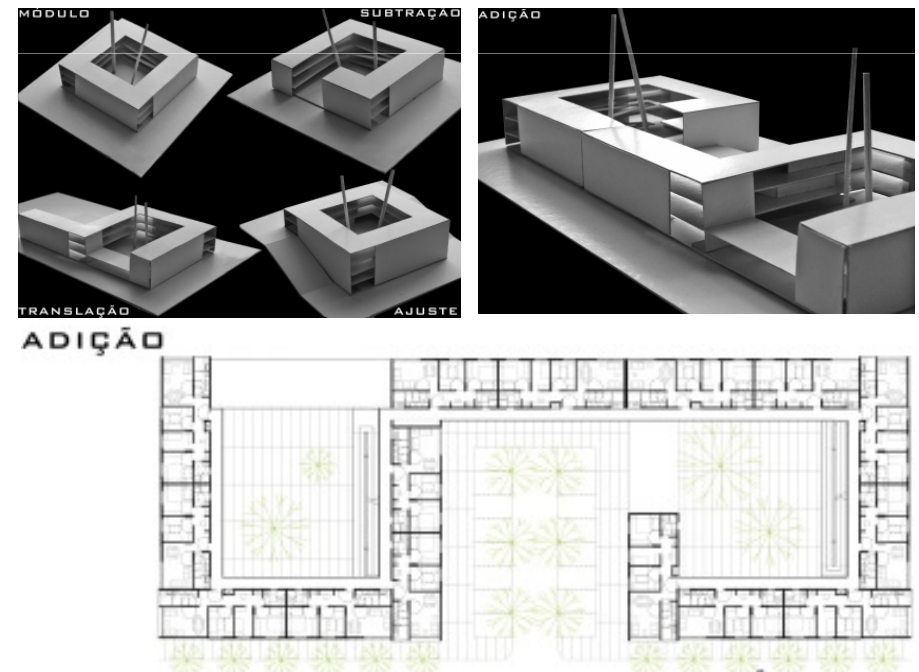 MÓDULO
SUBTRAÇÃO
ADIÇÃO
TRANSLAÇÃO
AJUSTE
ADIÇÃO